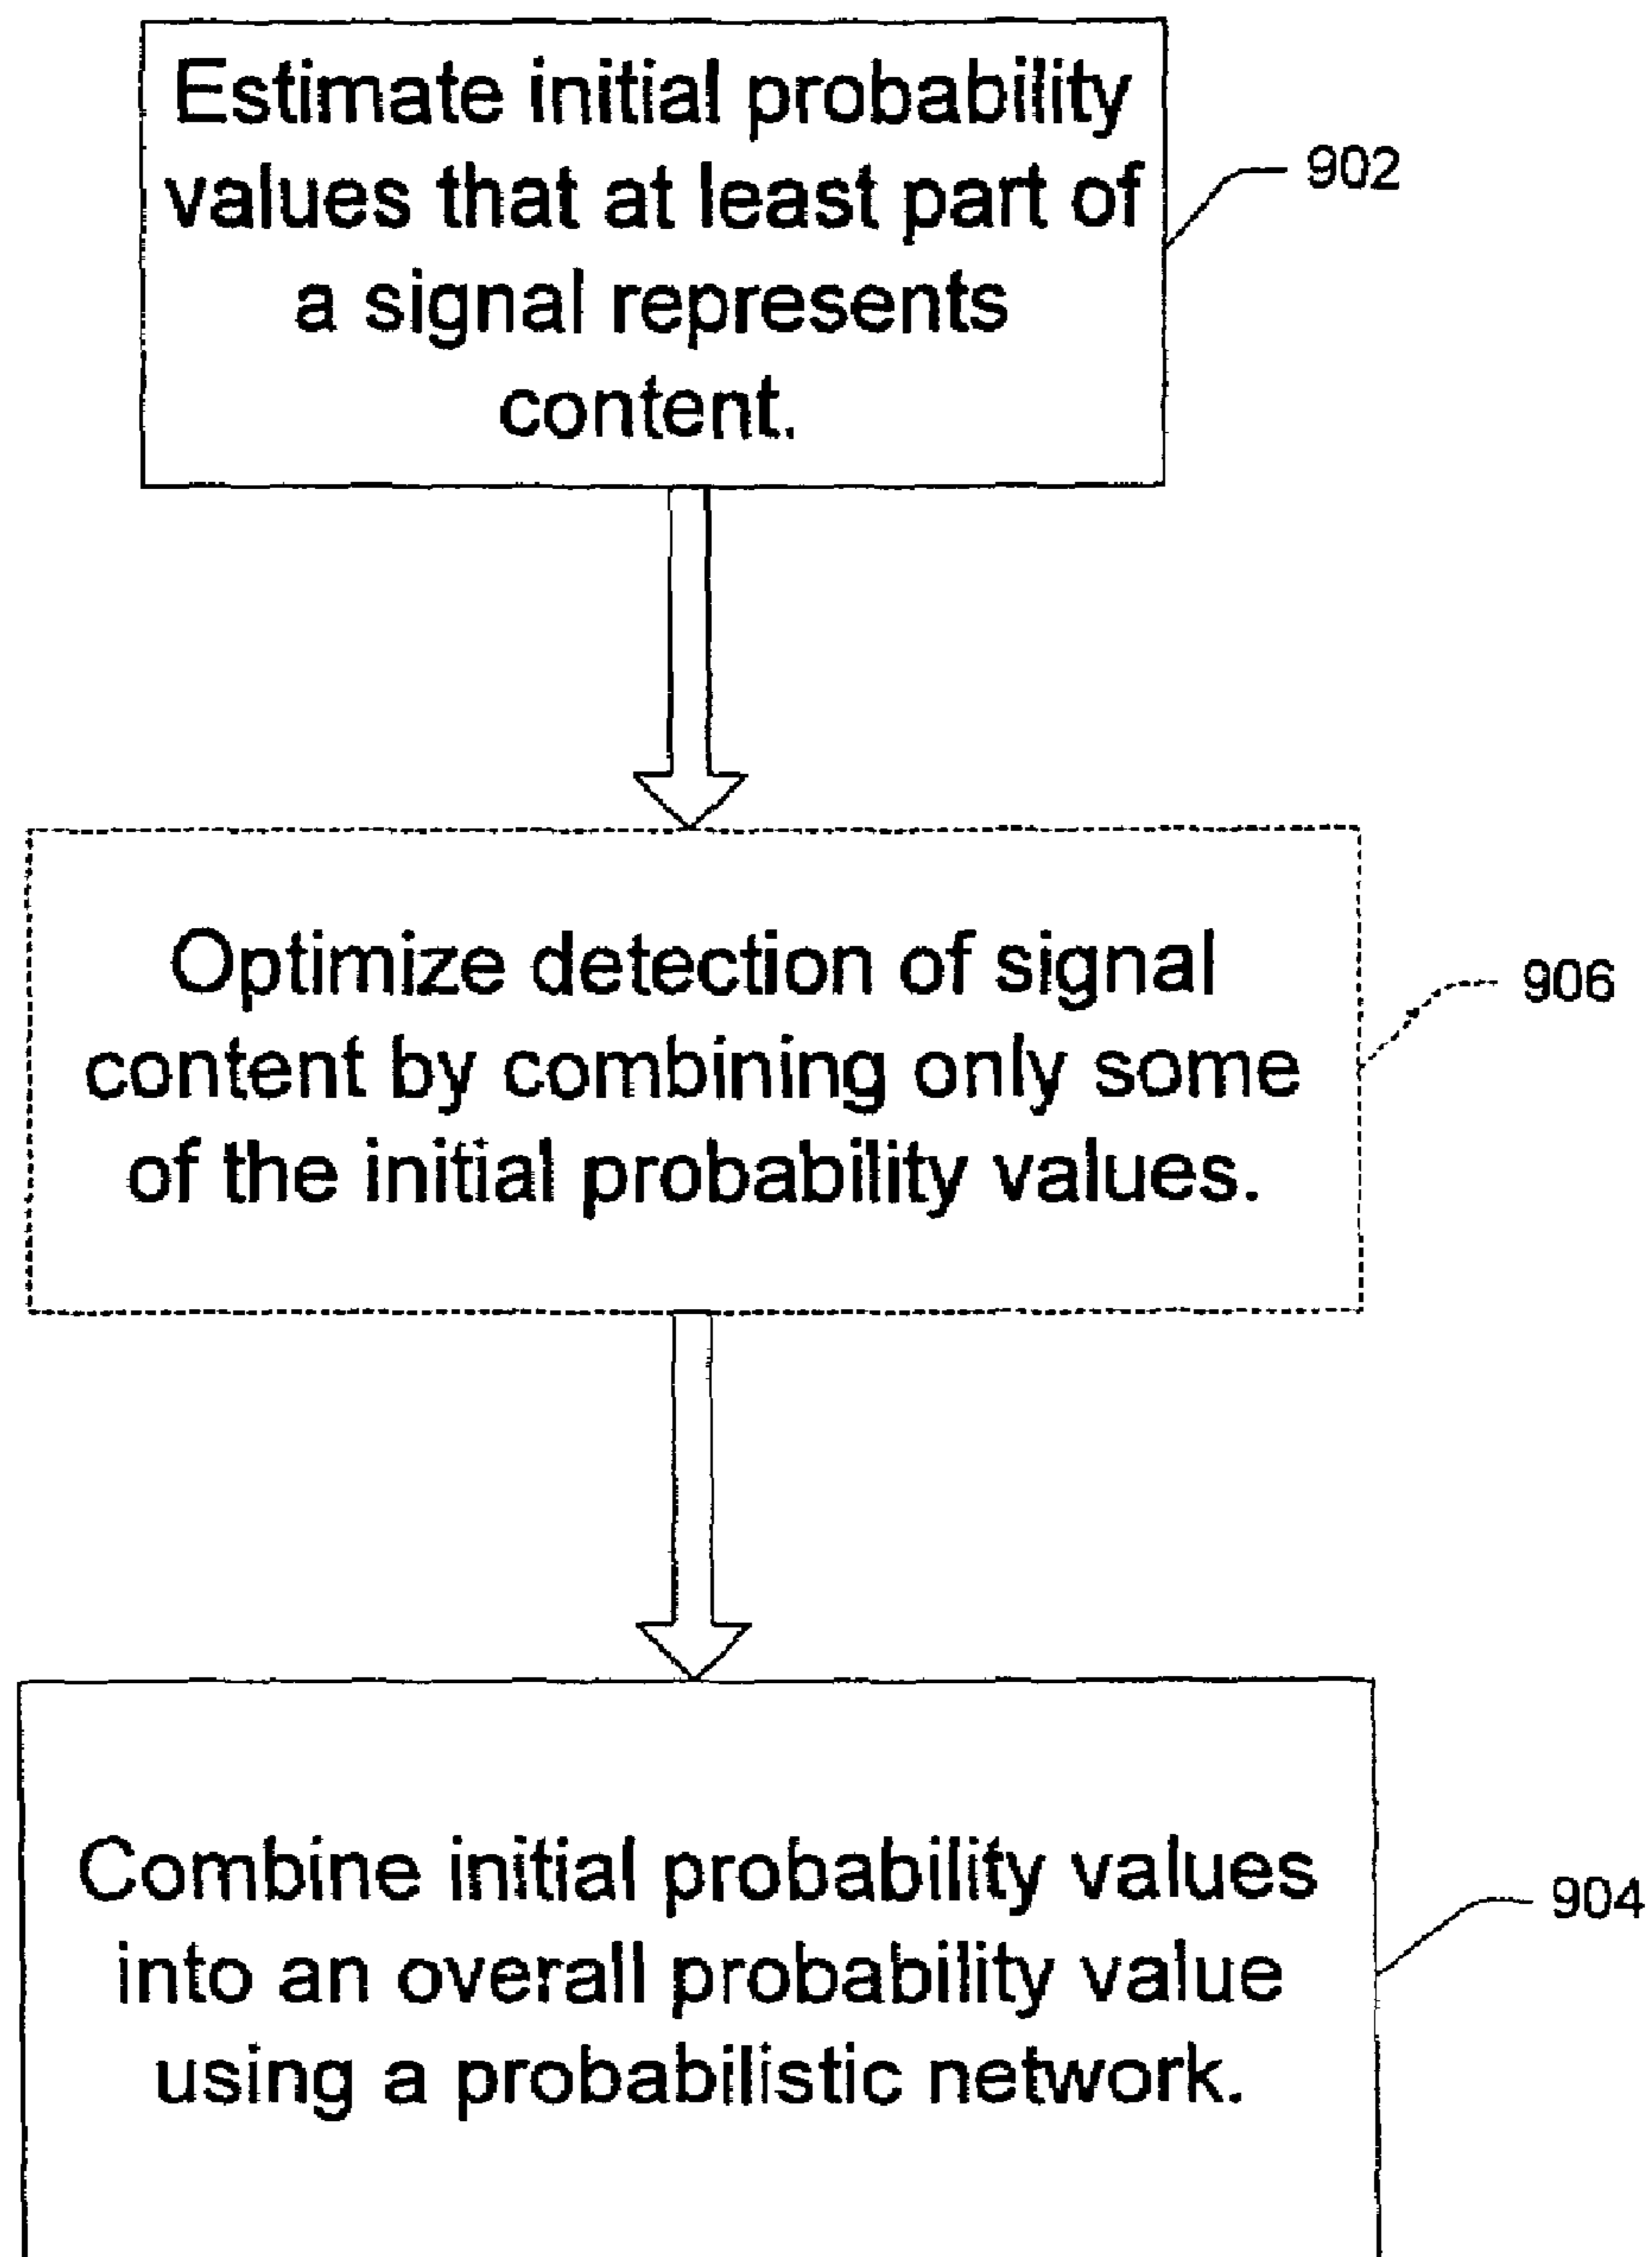 Estimate initial probability
values that at least part of
a signal represents
content.
902
Optimize detection of signal
content by combining only some
of the initial probability values.
906
Combine initial probability values
into an overall probability value
using a probabilistic network.
904